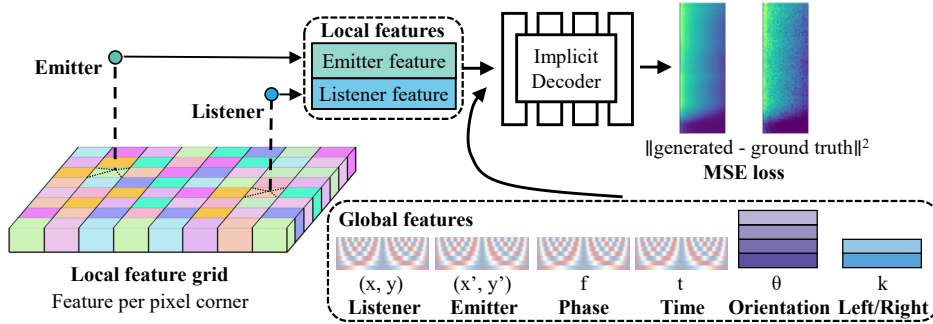 Emitter
Listener
Local features
Emitter feature
Listener feature
Implicit
Decoder
‖generated - ground truth‖²
MSE loss
Local feature grid
Feature per pixel corner
Global features
(x, y) (x’, y’) f t θ k
Listener Emitter Phase Time Orientation Left/Right